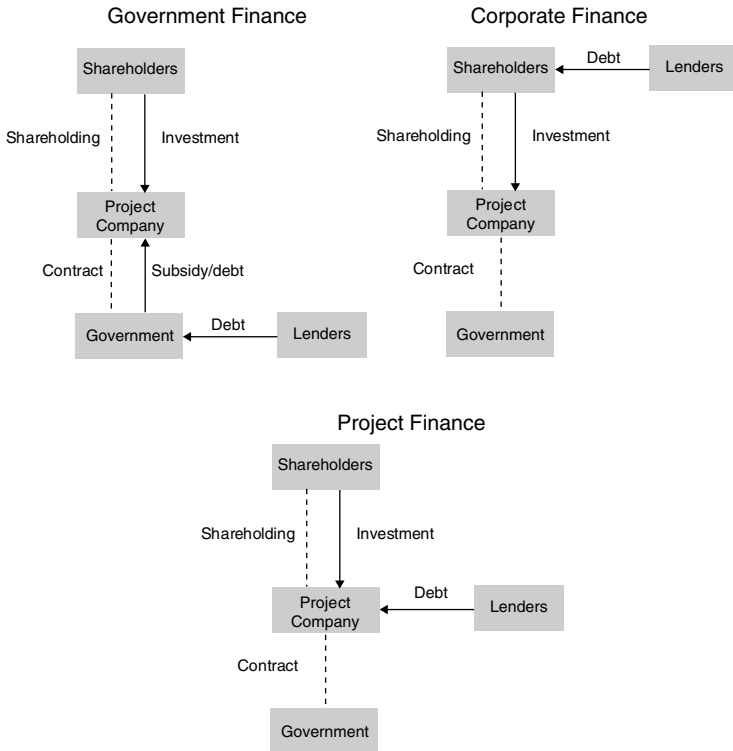 Government Finance
Shareholders
Shareholding
Investment
Project
Company
Contract
Subsidy/debt
Government
Debt
Lenders
Corporate Finance
Shareholders
Debt
Lenders
Shareholding
Investment
Project
Company
Contract
Government
Project Finance
Shareholders
Shareholding
Investment
Project
Company
Debt
Lenders
Contract
Government